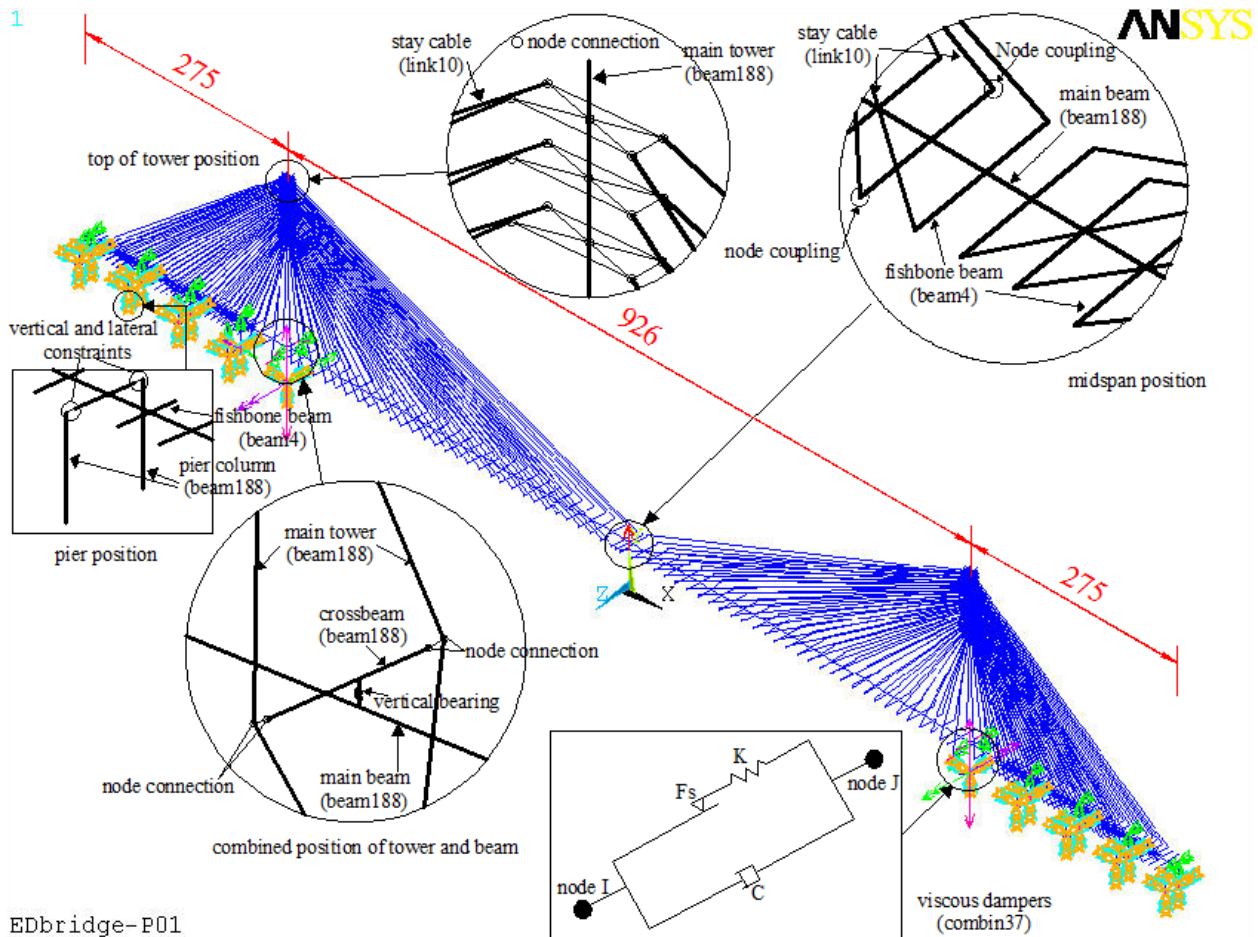 1
ANSYS
275
926
275
stay cable
(link10)
node connection
main tower
(beam188)
stay cable
(link10)
Node coupling
main beam
(beam188)
top of tower position
node coupling
fishbone beam
(beam4)
midspan position
vertical and lateral
constraints
fishbone beam
(beam4)
pier column
(beam188)
pier position
main tower
(beam188)
crossbeam
(beam188)
node connection
vertical bearing
node connection
main beam
(beam188)
combined position of tower and beam
Z
X
K
Fs
node J
node I
C
viscous dampers
(combin37)
EDbridge-P01